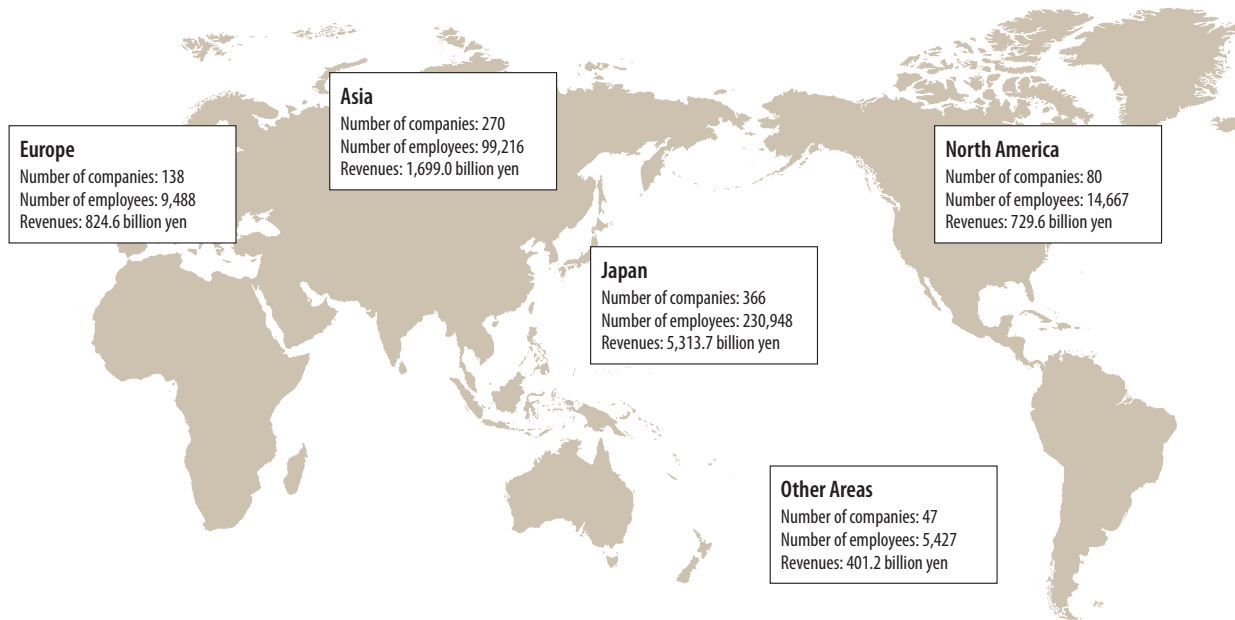 Asia
Number of companies: 270
Number of employees: 99,216
Revenues: 1,699.0 billion yen
Europe
Number of companies: 138
Number of employees: 9,488
Revenues: 824.6 billion yen
North America
Number of companies: 80
Number of employees: 14,667
Revenues: 729.6 billion yen
Japan
Number of companies: 366
Number of employees: 230,948
Revenues: 5,313.7 billion yen
Other Areas
Number of companies: 47
Number of employees: 5,427
Revenues: 401.2 billion yen